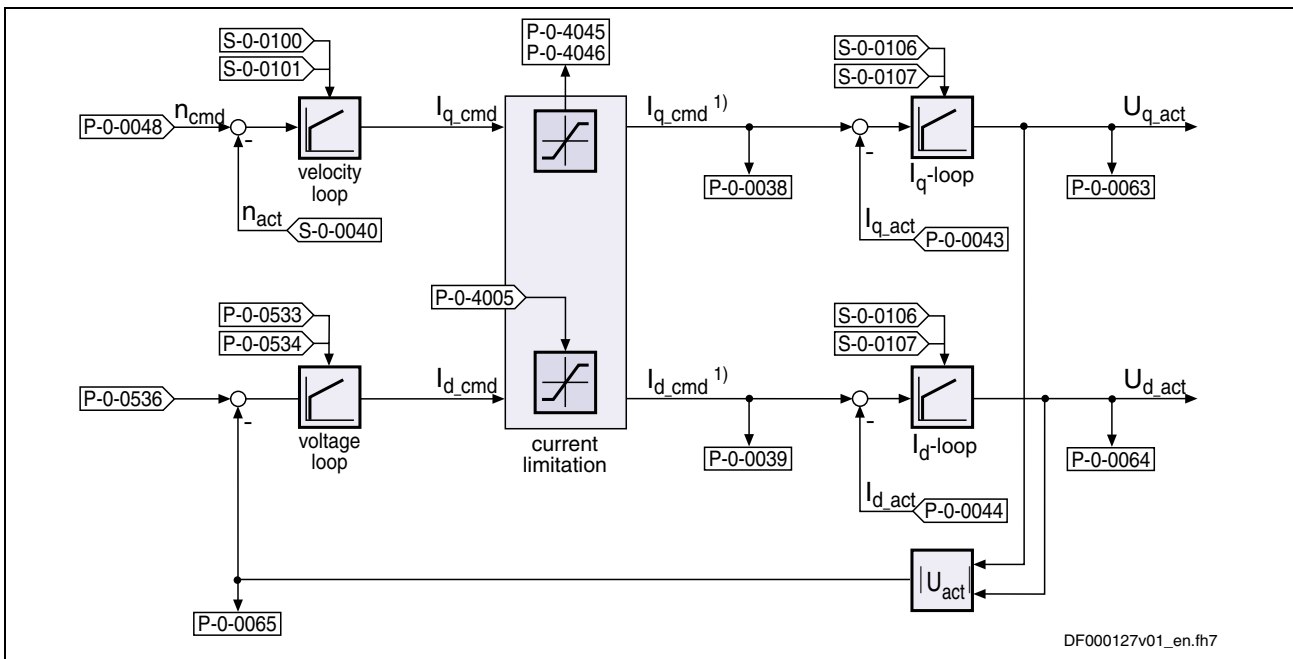 S-0-0100
S-0-0101
P-0-4045
P-0-4046
S-0-0106
S-0-0107
P-0-0048
n_cmd
-
velocity
loop
I_q_cmd
I_q_cmd 1)
P-0-0038
-
I_q-loop
U_q_act
P-0-0063
n_act
S-0-0040
I_q_act
P-0-0043
P-0-4005
P-0-0533
P-0-0534
S-0-0106
S-0-0107
P-0-0536
-
voltage
loop
I_d_cmd
current
limitation
I_d_cmd 1)
P-0-0039
-
I_d-loop
U_d_act
P-0-0064
I_d_act
P-0-0044
|U_act|
P-0-0065
DF000127v01_en.fh7